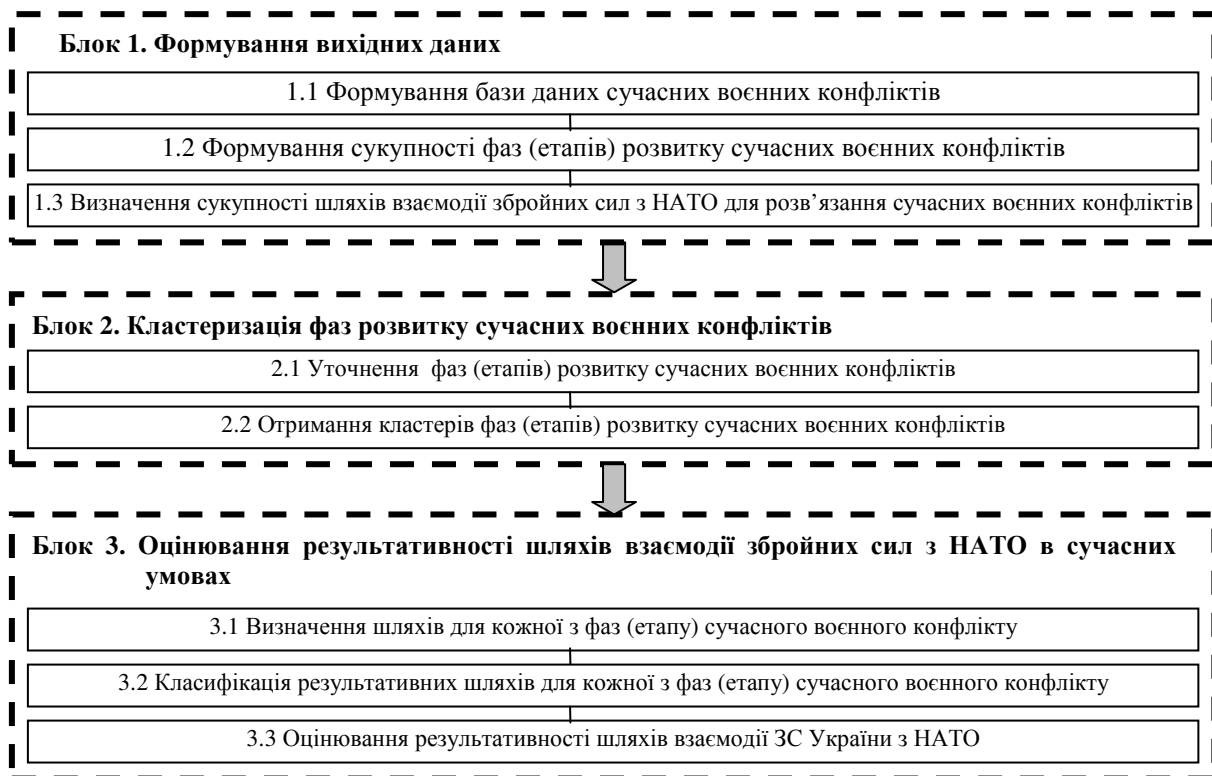 Блок 1. Формування вихідних даних
1.1 Формування бази даних сучасних воєнних конфліктів
1.2 Формування сукупності фаз (етапів) розвитку сучасних воєнних конфліктів
1.3 Визначення сукупності шляхів взаємодії збройних сил з НАТО для розв’язання сучасних воєнних конфліктів
Блок 2. Кластеризація фаз розвитку сучасних воєнних конфліктів
2.1 Уточнення фаз (етапів) розвитку сучасних воєнних конфліктів
2.2 Отримання кластерів фаз (етапів) розвитку сучасних воєнних конфліктів
Блок 3. Оцінювання результативності шляхів взаємодії збройних сил з НАТО в сучасних
умовах
3.1 Визначення шляхів для кожної з фаз (етапу) сучасного воєнного конфлікту
3.2 Класифікація результативних шляхів для кожної з фаз (етапу) сучасного воєнного конфлікту
3.3 Оцінювання результативності шляхів взаємодії ЗС України з НАТО